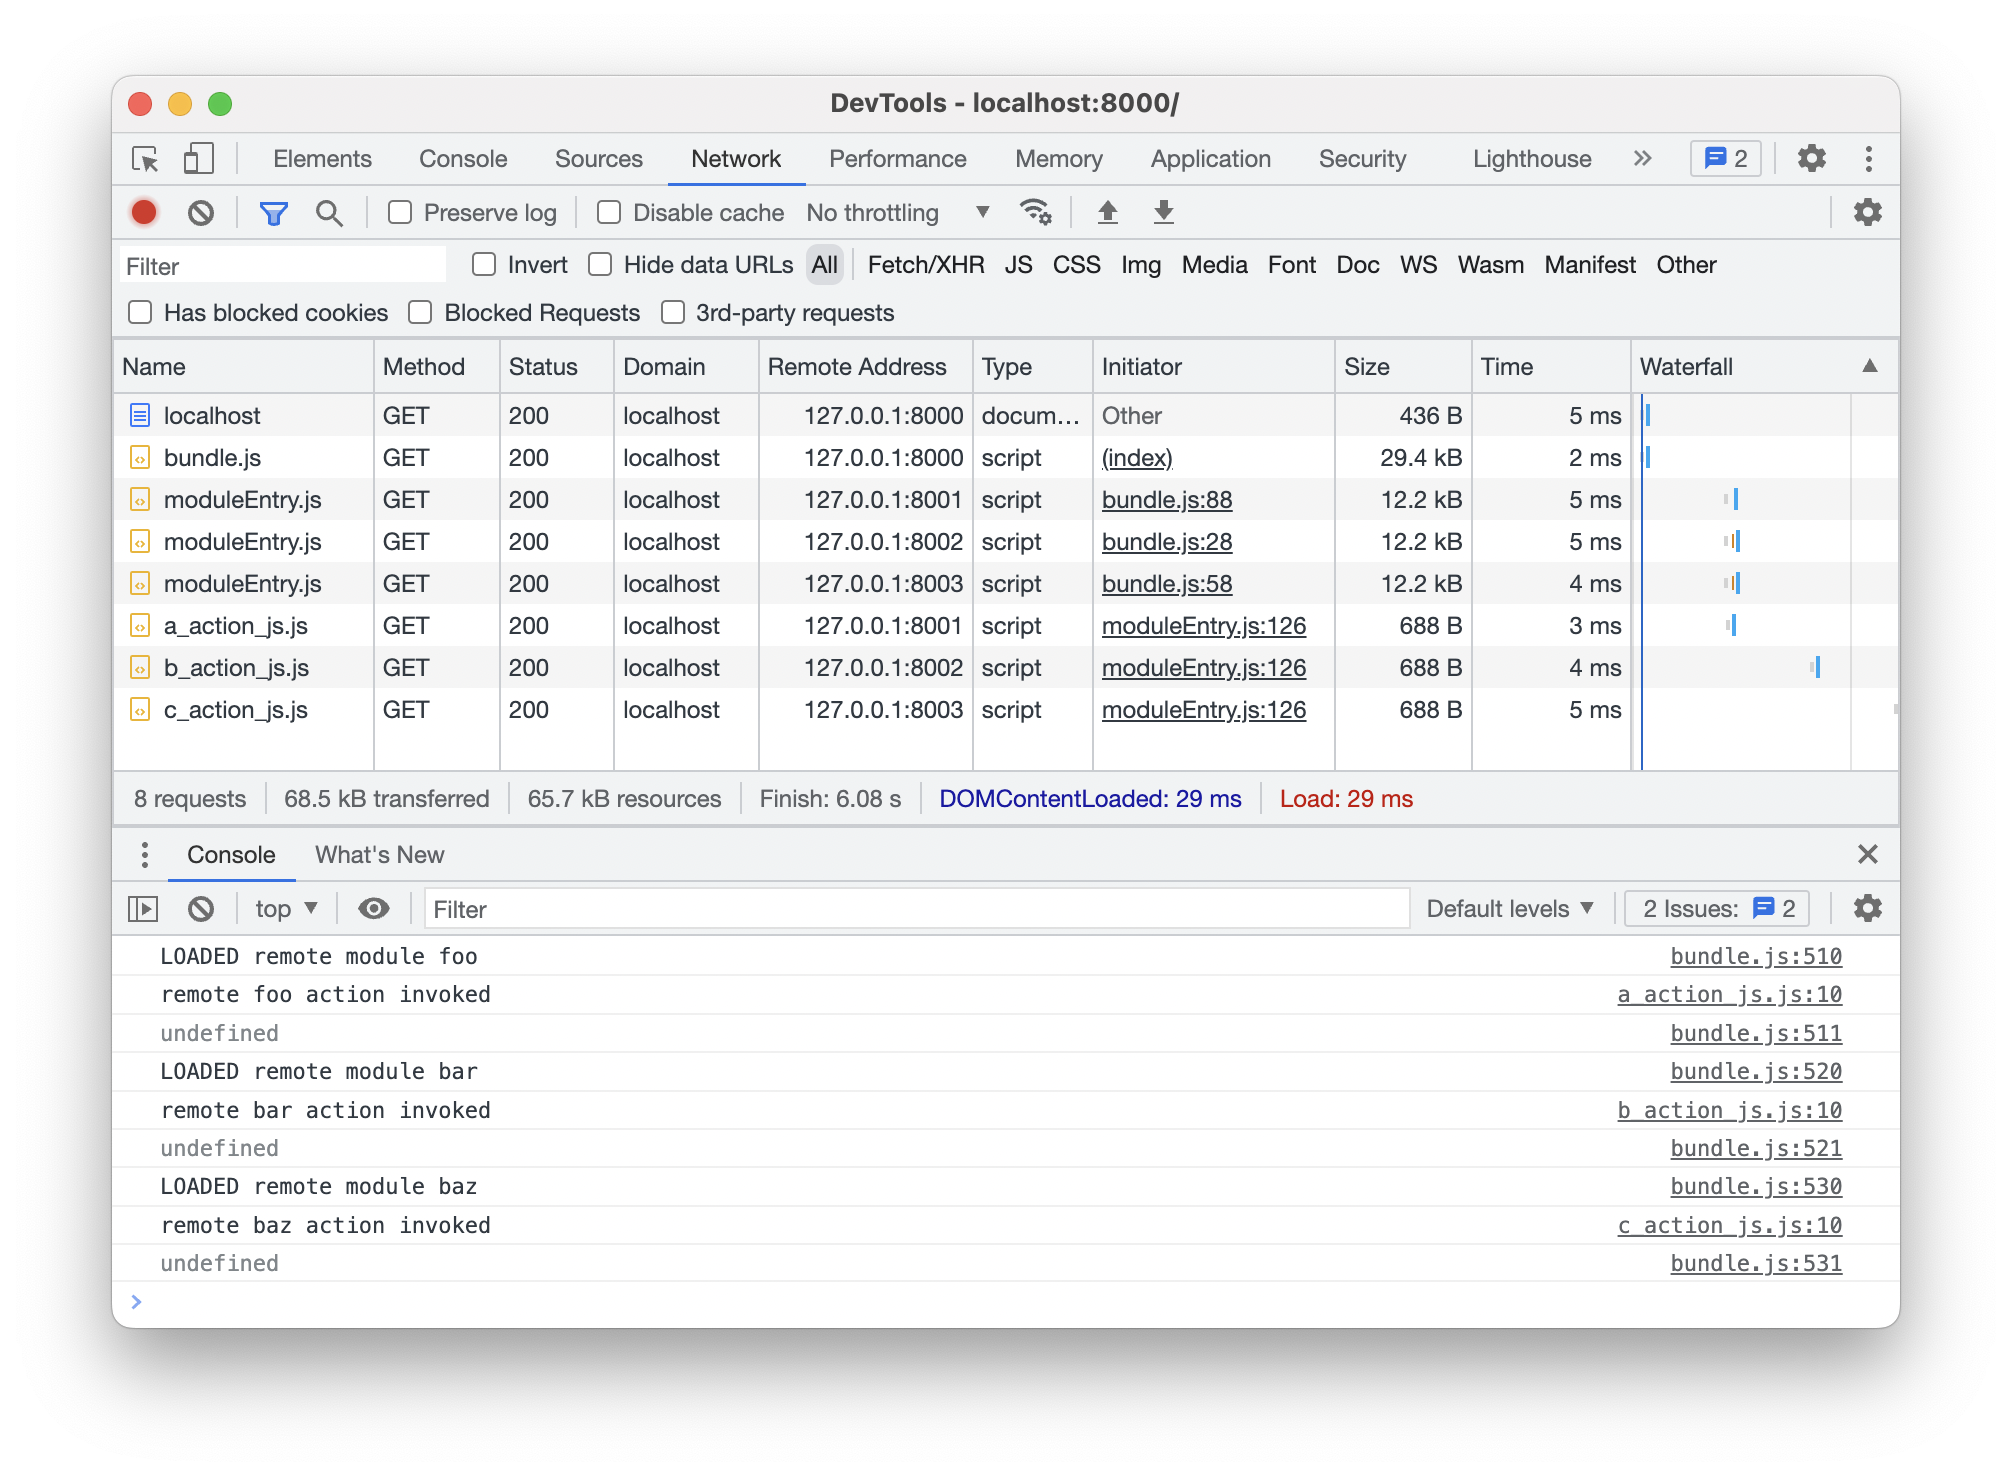 DevTools - localhost:8000/
Elements Console Sources Network Performance Memory Application Security Lighthouse 2
Preserve log Disable cache No throttling
Filter Invert Hide data URLs All Fetch/XHR JS CSS Img Media Font Doc WS Wasm Manifest Other
Has blocked cookies Blocked Requests 3rd-party requests
Name Method Status Domain Remote Address Type Initiator Size Time Waterfall
localhost GET 200 localhost 127.0.0.1:8000 docum… Other 436 B 5 ms
bundle.js GET 200 localhost 127.0.0.1:8000 script (index) 29.4 kB 2 ms
moduleEntry.js GET 200 localhost 127.0.0.1:8001 script bundle.js:88 12.2 kB 5 ms
moduleEntry.js GET 200 localhost 127.0.0.1:8002 script bundle.js:28 12.2 kB 5 ms
moduleEntry.js GET 200 localhost 127.0.0.1:8003 script bundle.js:58 12.2 kB 4 ms
a_action_js.js GET 200 localhost 127.0.0.1:8001 script moduleEntry.js:126 688 B 3 ms
b_action_js.js GET 200 localhost 127.0.0.1:8002 script moduleEntry.js:126 688 B 4 ms
c_action_js.js GET 200 localhost 127.0.0.1:8003 script moduleEntry.js:126 688 B 5 ms
8 requests 68.5 kB transferred 65.7 kB resources Finish: 6.08 s DOMContentLoaded: 29 ms Load: 29 ms
Console What's New
top Filter Default levels 2 Issues: 2
LOADED remote module foo bundle.js:510
remote foo action invoked a_action_js.js:10
undefined bundle.js:511
LOADED remote module bar bundle.js:520
remote bar action invoked b_action_js.js:10
undefined bundle.js:521
LOADED remote module baz bundle.js:530
remote baz action invoked c_action_js.js:10
undefined bundle.js:531